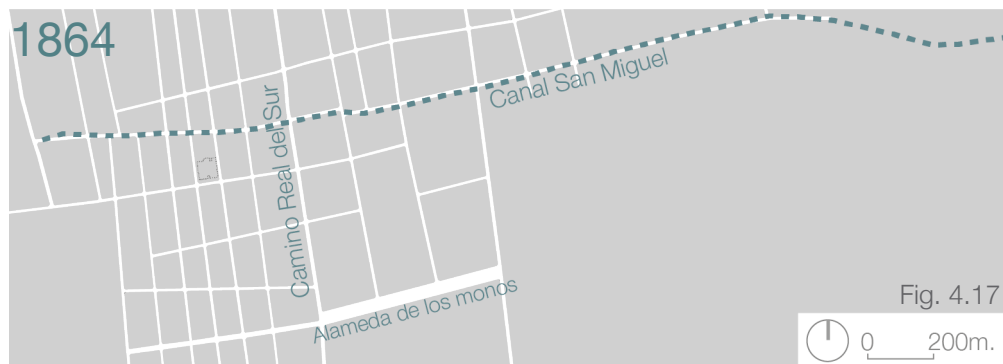 1864
Canal San Miguel
Camino Real del Sur
Alameda de los monos
Fig. 4.17
0 200m.